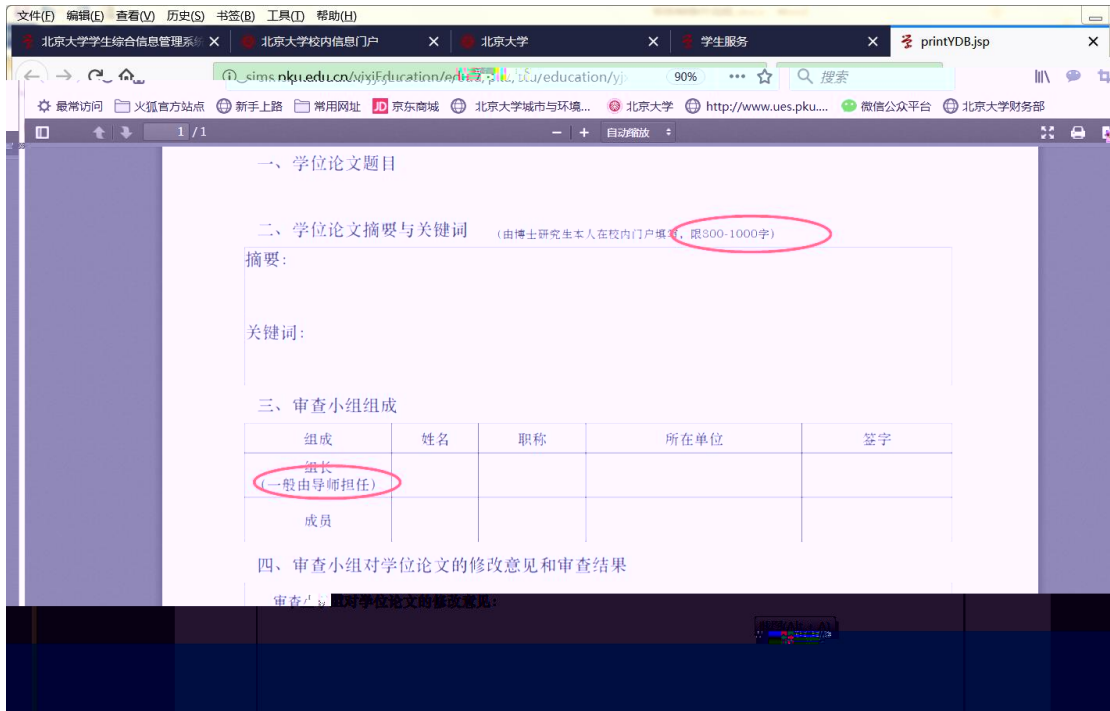 文件(F) 编辑(E) 查看(V) 历史(S) 书签(B) 工具(T) 帮助(H)
北京大学学生综合信息管理系统 北京大学校内信息门户 北京大学 学生服务 printYDB.jsp
90% 搜索
最常访问 火狐官方站点 新手上路 常用网址 JD 京东商城 北京大学城市与环境... 北京大学 http://www.ues.pku.... 微信公众平台 北京大学财务部
1 / 1 — + 自动缩放
一、学位论文题目
二、学位论文摘要与关键词 (由博士研究生本人在校内门户填写，限800-1000字)
摘要:
关键词:
三、审查小组组成
组成 姓名 职称 所在单位 签字
组长
(一般由导师担任)
成员
四、审查小组对学位论文的修改意见和审查结果
审查小组对学位论文的修改意见: